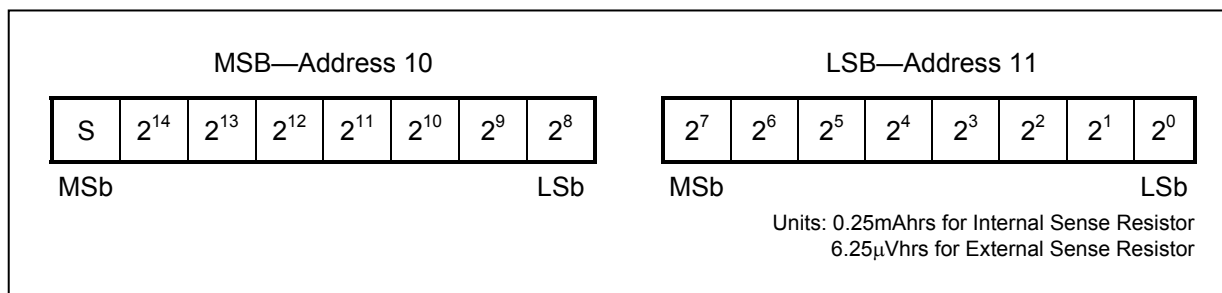 MSB—Address 10
S 2^14 2^13 2^12 2^11 2^10 2^9 2^8
MSb LSb
LSB—Address 11
2^7 2^6 2^5 2^4 2^3 2^2 2^1 2^0
MSb LSb
Units: 0.25mAhrs for Internal Sense Resistor
6.25μVhrs for External Sense Resistor